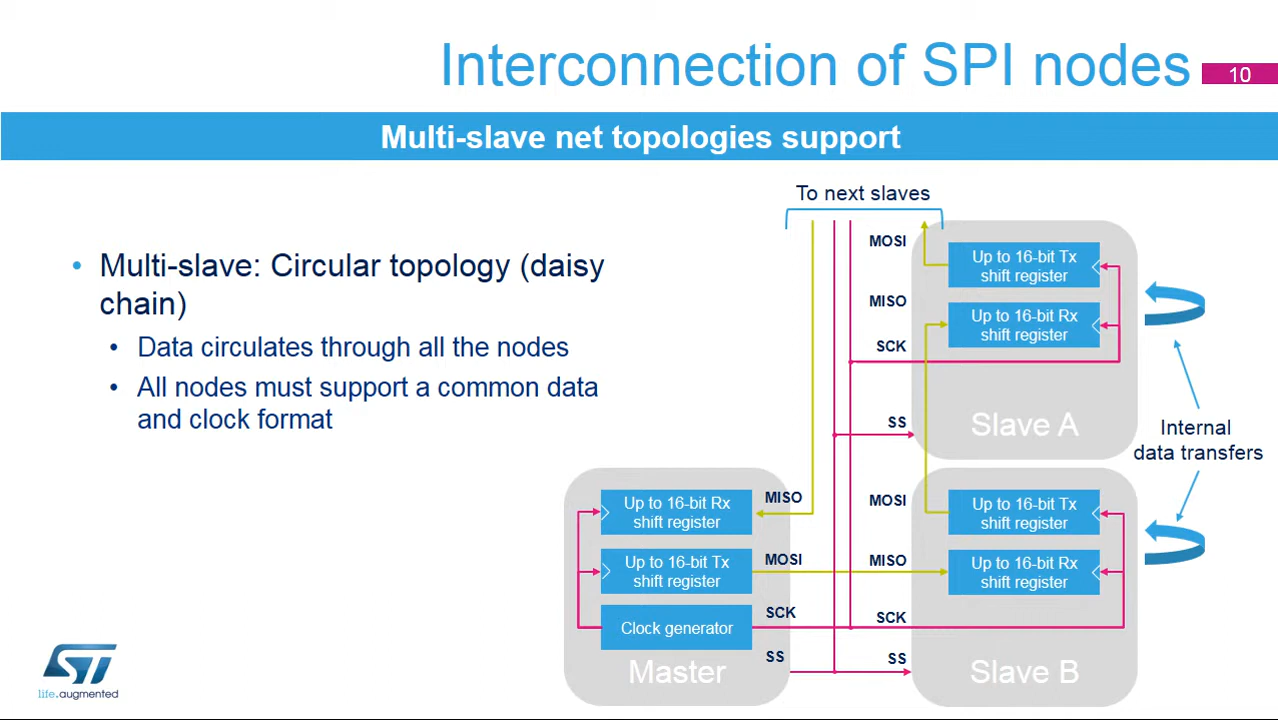 Interconnection of SPI nodes
10
Multi-slave net topologies support
• Multi-slave: Circular topology (daisy
chain)
• Data circulates through all the nodes
• All nodes must support a common data
and clock format
To next slaves
MOSI
Up to 16-bit Tx
shift register
MISO
Up to 16-bit Rx
shift register
SCK
SS
Slave A
Internal
data transfers
Up to 16-bit Rx
shift register
MISO
MOSI
Up to 16-bit Tx
shift register
Up to 16-bit Tx
shift register
MOSI
MISO
Up to 16-bit Rx
shift register
Clock generator
SCK
SCK
SS
SS
Master
Slave B
ST
life.augmented